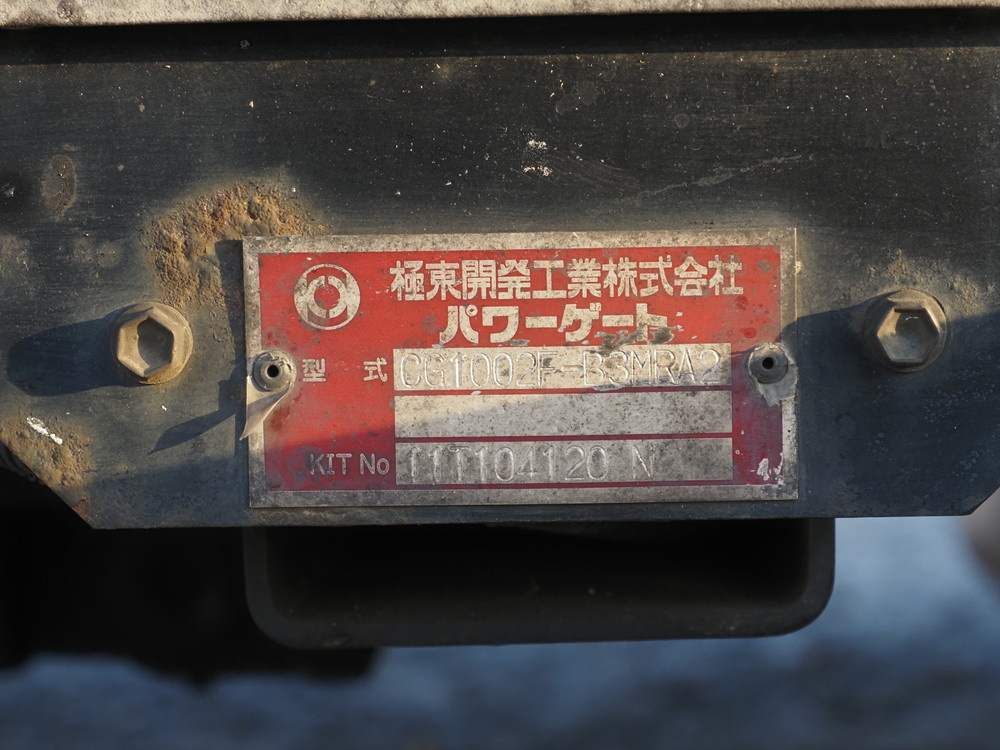 極東開発工業株式会社
パワーゲート
型 式 CG1002F-B3MRA2
KIT No 11T104120 N